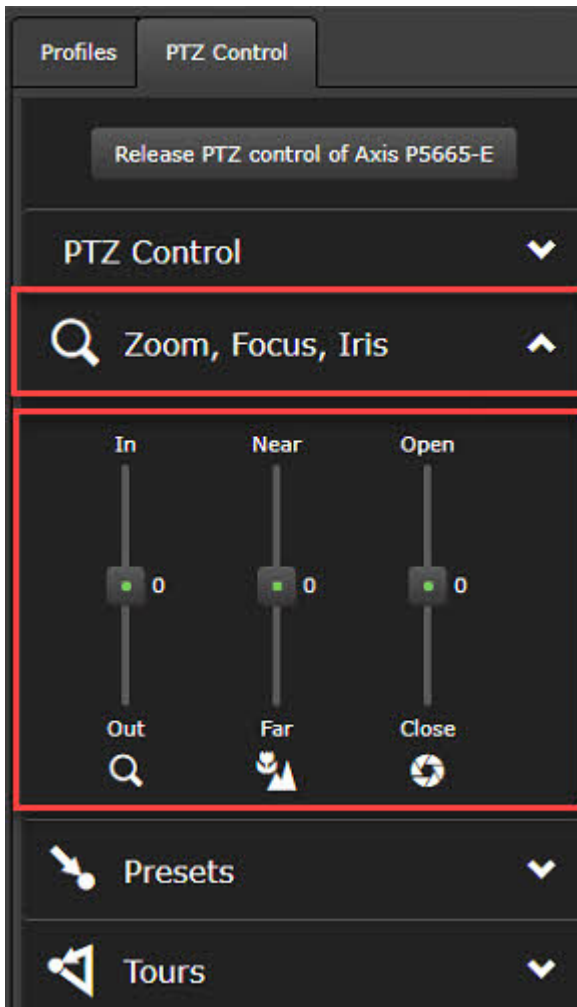 Profiles PTZ Control
Release PTZ control of Axis P5665-E
PTZ Control
Zoom, Focus, Iris
In Near Open
0 0 0
Out Far Close
Presets
Tours